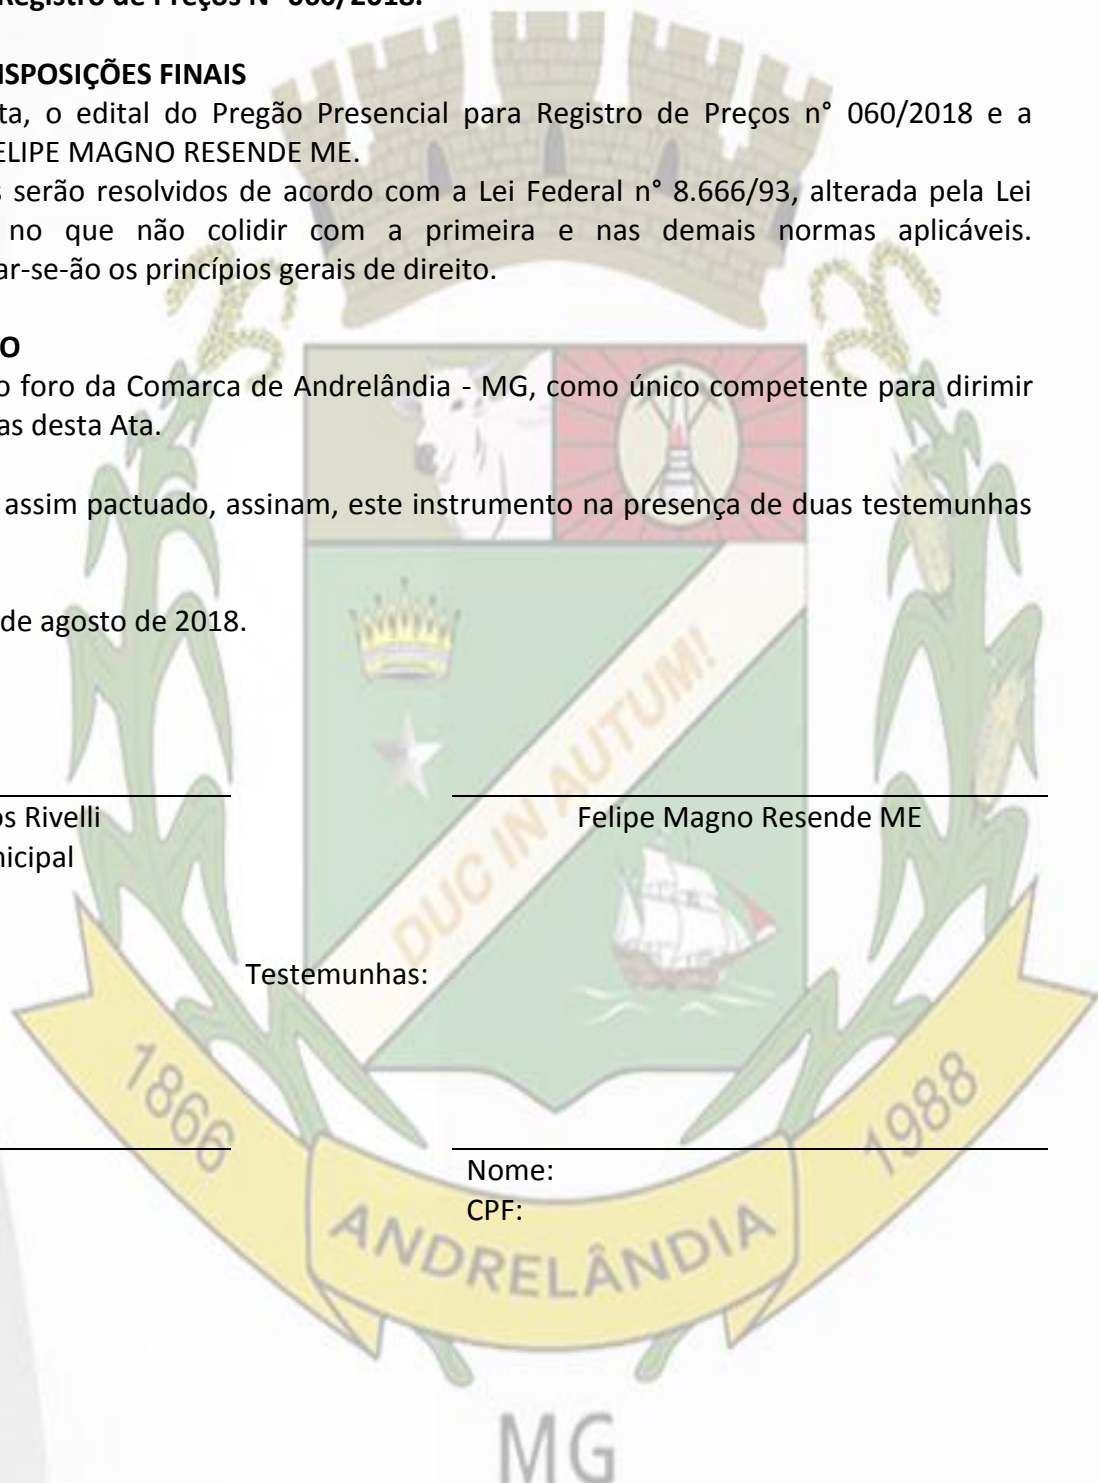 Registro de Preços N° 060/2018.
ISPOSIÇÕES FINAIS
ta, o edital do Pregão Presencial para Registro de Preços n° 060/2018 e a
ELIPE MAGNO RESENDE ME.
s serão resolvidos de acordo com a Lei Federal n° 8.666/93, alterada pela Lei
no que não colidir com a primeira e nas demais normas aplicáveis.
ar-se-ão os princípios gerais de direito.
O
o foro da Comarca de Andrelândia - MG, como único competente para dirimir
as desta Ata.
assim pactuado, assinam, este instrumento na presença de duas testemunhas
de agosto de 2018.
os Rivelli
Felipe Magno Resende ME
nicipal
DUC IN AUTUM!
Testemunhas:
1866
1988
Nome:
CPF:
ANDRELÂNDIA
MG